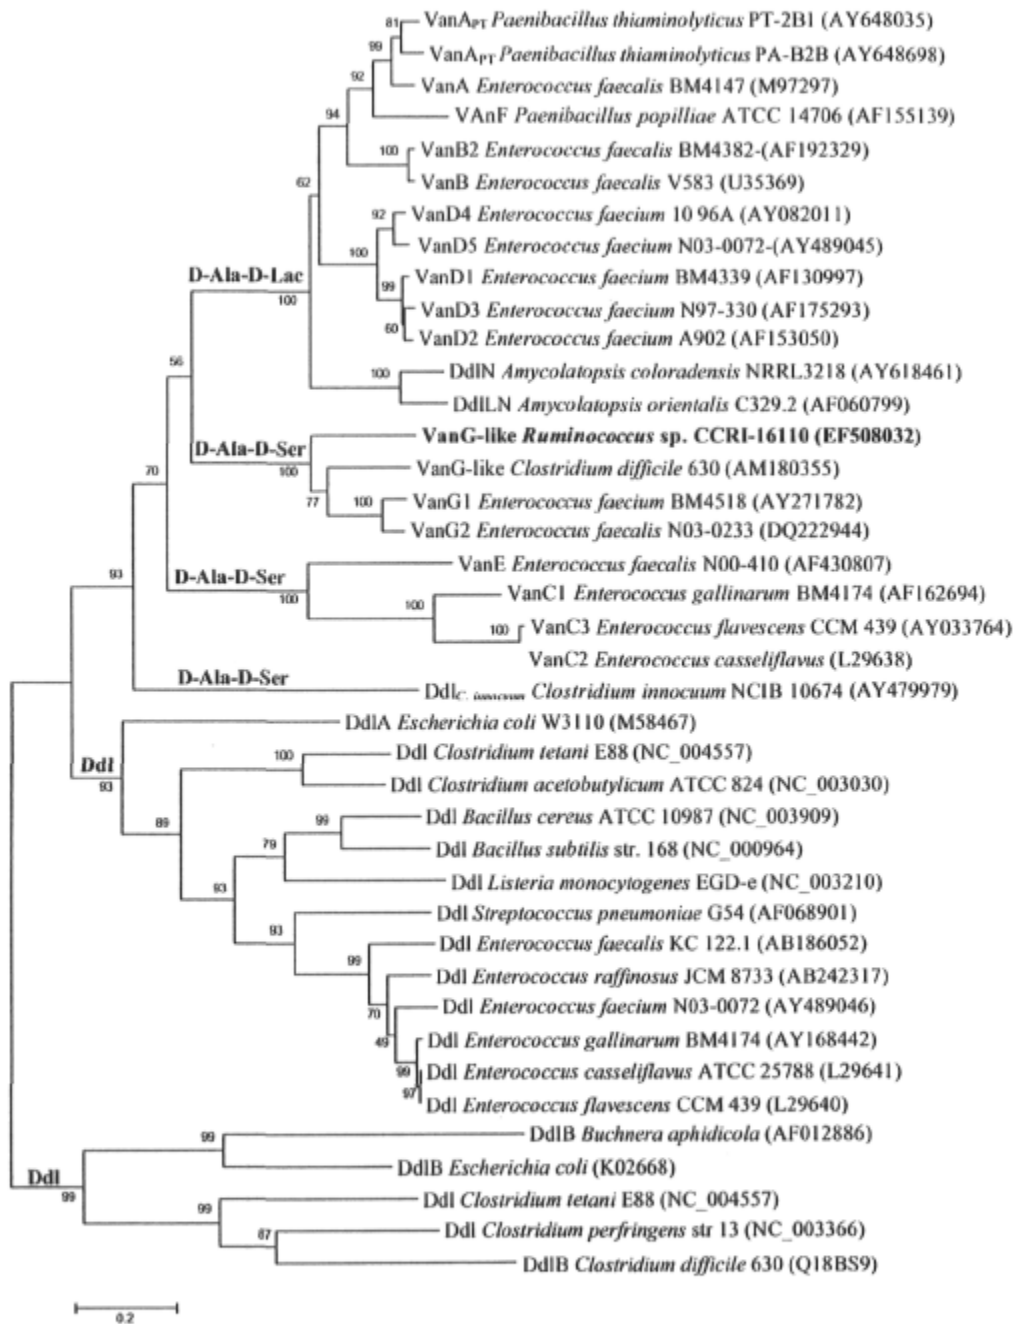 81 VanAPT Paenibacillus thiaminolyticus PT-2B1 (AY648035)
99
VanAPT Paenibacillus thiaminolyticus PA-B2B (AY648698)
92
VanA Enterococcus faecalis BM4147 (M97297)
94
VAnF Paenibacillus popilliae ATCC 14706 (AF155139)
100 VanB2 Enterococcus faecalis BM4382-(AF192329)
62
VanB Enterococcus faecalis V583 (U35369)
92 VanD4 Enterococcus faecium 10 96A (AY082011)
VanD5 Enterococcus faecium N03-0072-(AY489045)
100
D-Ala-D-Lac
100
VanD1 Enterococcus faecium BM4339 (AF130997)
99
VanD3 Enterococcus faecium N97-330 (AF175293)
60
VanD2 Enterococcus faecium A902 (AF153050)
56
100 DdlN Amycolatopsis coloradensis NRRL3218 (AY618461)
DdlLN Amycolatopsis orientalis C329.2 (AF060799)
VanG-like Ruminococcus sp. CCRI-16110 (EF508032)
D-Ala-D-Ser
100
70
VanG-like Clostridium difficile 630 (AM180355)
77
100 VanG1 Enterococcus faecium BM4518 (AY271782)
VanG2 Enterococcus faecalis N03-0233 (DQ222944)
VanE Enterococcus faecalis N00-410 (AF430807)
93
D-Ala-D-Ser
100
VanC1 Enterococcus gallinarum BM4174 (AF162694)
100
100 VanC3 Enterococcus flavescens CCM 439 (AY033764)
VanC2 Enterococcus casseliflavus (L29638)
D-Ala-D-Ser
DdlC. innocuum Clostridium innocuum NCIB 10674 (AY479979)
DdlA Escherichia coli W3110 (M58467)
Ddl
93
100 Ddl Clostridium tetani E88 (NC_004557)
Ddl Clostridium acetobutylicum ATCC 824 (NC_003030)
89
99 Ddl Bacillus cereus ATCC 10987 (NC_003909)
79
Ddl Bacillus subtilis str. 168 (NC_000964)
93
Ddl Listeria monocytogenes EGD-e (NC_003210)
Ddl Streptococcus pneumoniae G54 (AF068901)
93
Ddl Enterococcus faecalis KC 122.1 (AB186052)
99
Ddl Enterococcus raffinosus JCM 8733 (AB242317)
70
Ddl Enterococcus faecium N03-0072 (AY489046)
49
Ddl Enterococcus gallinarum BM4174 (AY168442)
99
Ddl Enterococcus casseliflavus ATCC 25788 (L29641)
97
Ddl Enterococcus flavescens CCM 439 (L29640)
99 DdlB Buchnera aphidicola (AF012886)
DdlB Escherichia coli (K02668)
Ddl
99
99 Ddl Clostridium tetani E88 (NC_004557)
87 Ddl Clostridium perfringens str 13 (NC_003366)
DdlB Clostridium difficile 630 (Q18BS9)
0.2